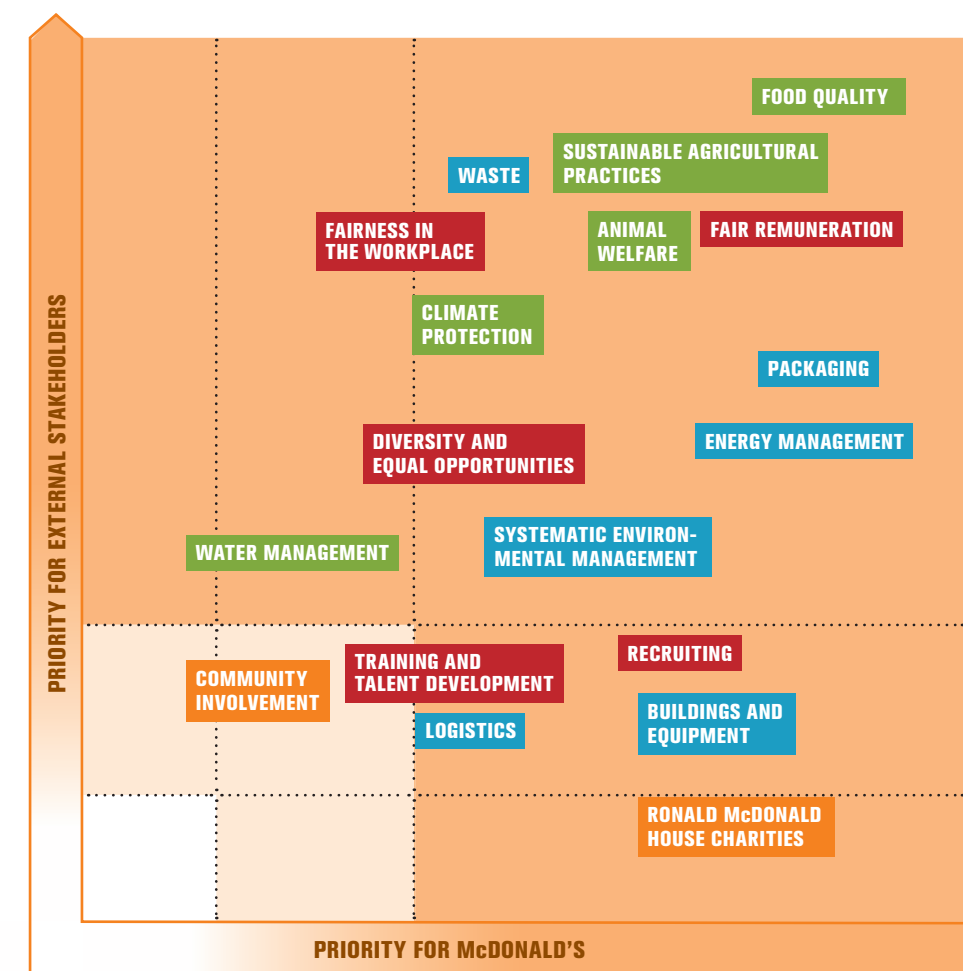 FOOD QUALITY
SUSTAINABLE AGRICULTURAL
PRACTICES
WASTE
FAIRNESS IN
THE WORKPLACE
ANIMAL
WELFARE
FAIR REMUNERATION
CLIMATE
PROTECTION
PACKAGING
DIVERSITY AND
EQUAL OPPORTUNITIES
ENERGY MANAGEMENT
WATER MANAGEMENT
SYSTEMATIC ENVIRON-
MENTAL MANAGEMENT
COMMUNITY
INVOLVEMENT
TRAINING AND
TALENT DEVELOPMENT
RECRUITING
LOGISTICS
BUILDINGS AND
EQUIPMENT
RONALD McDONALD
HOUSE CHARITIES
PRIORITY FOR EXTERNAL STAKEHOLDERS
PRIORITY FOR McDONALD'S